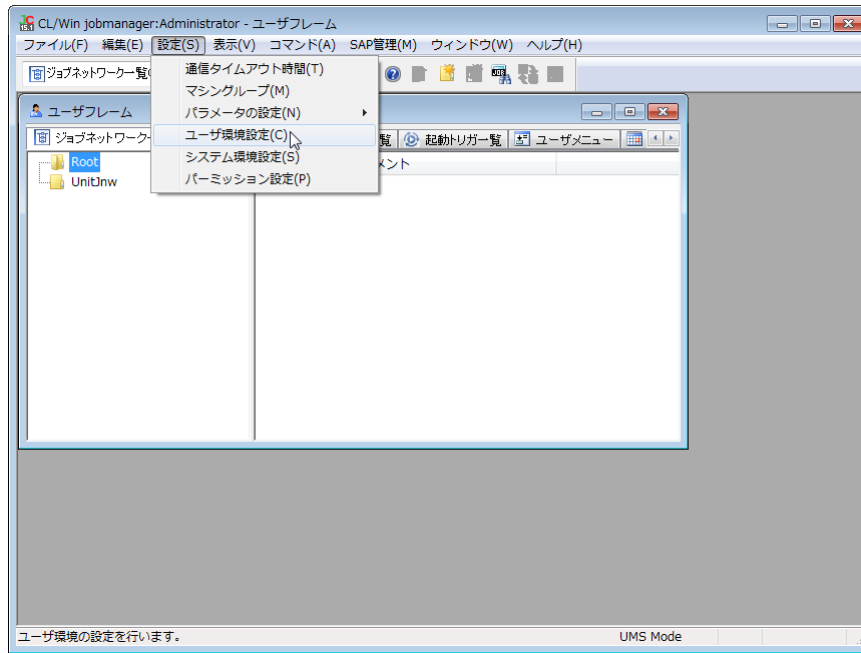 CL/Win jobmanager:Administrator - ユーザフレーム
ファイル(F) 編集(E) 設定(S) 表示(V) コマンド(A) SAP管理(M) ウィンドウ(W) ヘルプ(H)
ジョブネットワーク一覧
通信タイムアウト時間(T)
マシングループ(M)
パラメータの設定(N)
ユーザ環境設定(C)
システム環境設定(S)
パーミッション設定(P)
ユーザフレーム
ジョブネットワーク 覧 起動トリガ一覧 ユーザメニュー
Root メント
UnitJnw
ユーザ環境の設定を行います。 UMS Mode